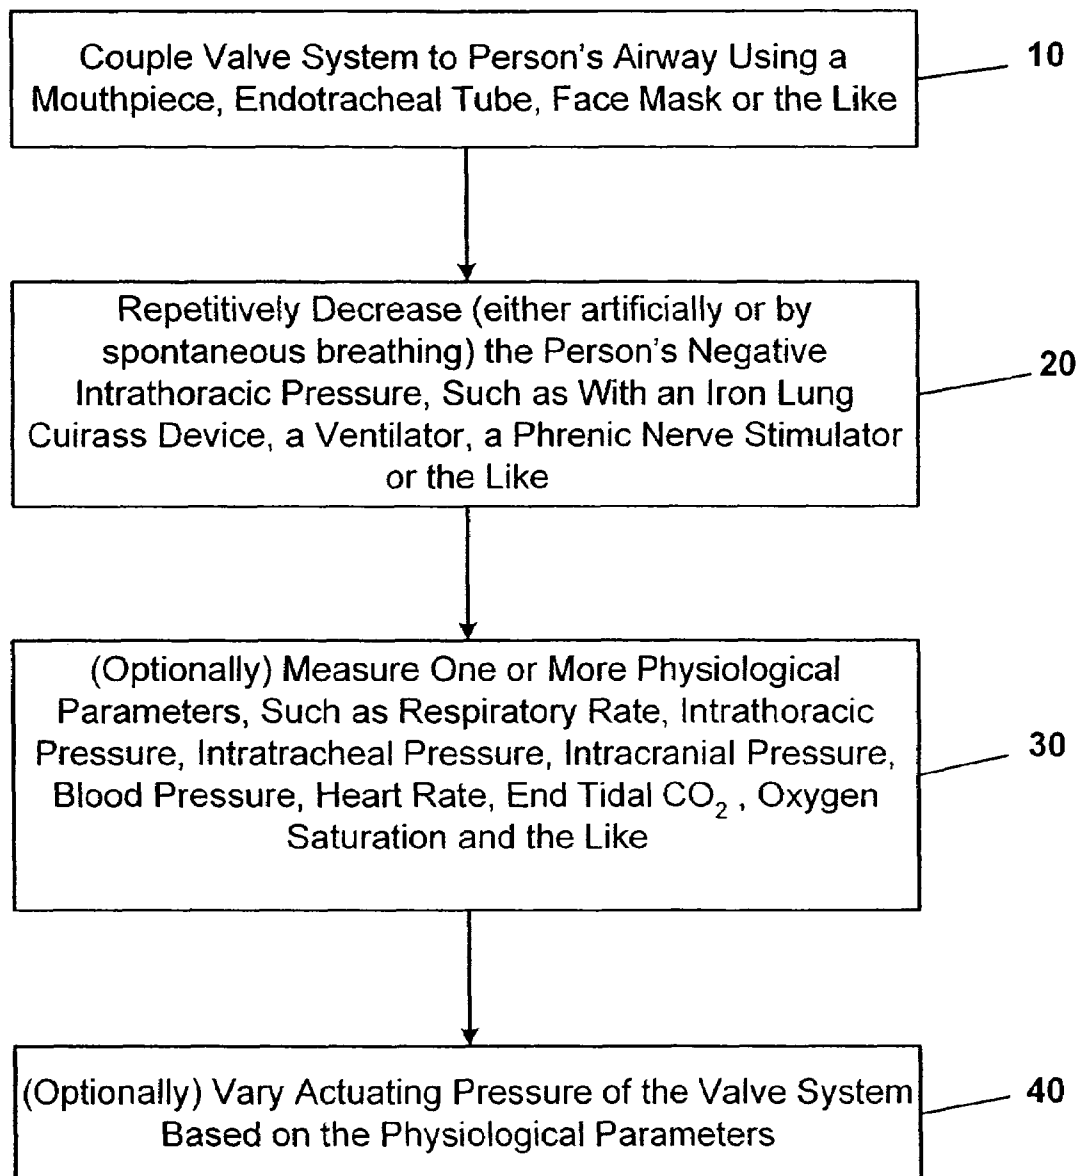 Couple Valve System to Person's Airway Using a
Mouthpiece, Endotracheal Tube, Face Mask or the Like
10
Repetitively Decrease (either artificially or by
spontaneous breathing) the Person's Negative
Intrathoracic Pressure, Such as With an Iron Lung
Cuirass Device, a Ventilator, a Phrenic Nerve Stimulator
or the Like
20
(Optionally) Measure One or More Physiological
Parameters, Such as Respiratory Rate, Intrathoracic
Pressure, Intratracheal Pressure, Intracranial Pressure,
Blood Pressure, Heart Rate, End Tidal CO₂ , Oxygen
Saturation and the Like
30
(Optionally) Vary Actuating Pressure of the Valve System
Based on the Physiological Parameters
40